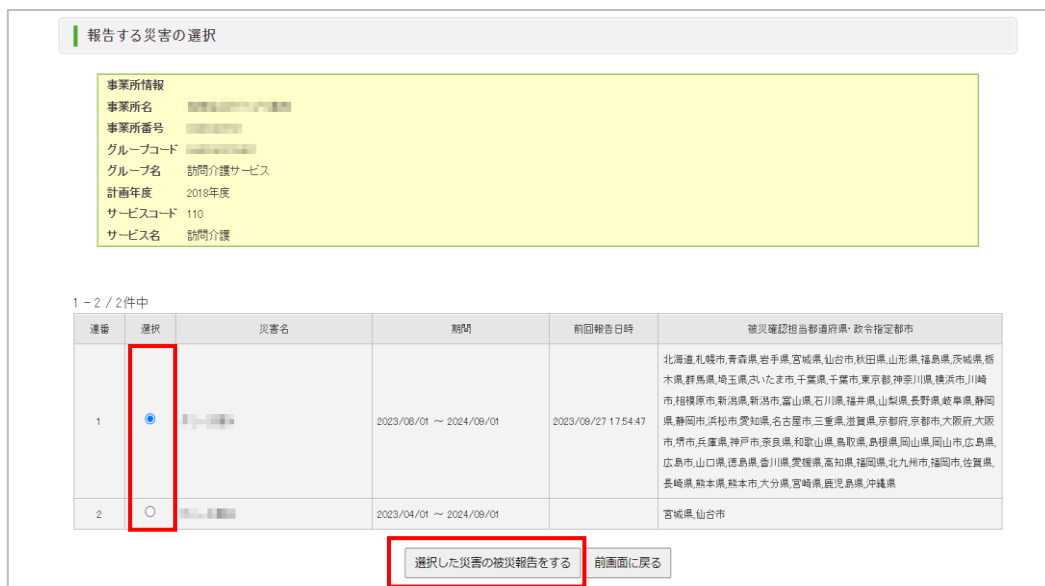 報告する災害の選択
事業所情報
事業所名
事業所番号
グループコード
グループ名 訪問介護サービス
計画年度 2018年度
サービスコード 110
サービス名 訪問介護
1 - 2 / 2件中
連番 選択 災害名 期間 前回報告日時 被災確認担当都道府県・政令指定都市
北海道,札幌市,青森県,岩手県,宮城県,仙台市,秋田県,山形県,福島県,茨城県,栃
木県,群馬県,埼玉県,さいたま市,千葉県,千葉市,東京都,神奈川県,横浜市,川崎
市,相模原市,新潟県,新潟市,富山県,石川県,福井県,山梨県,長野県,岐阜県,静岡
1 2023/08/01 ～ 2024/09/01 2023/09/27 17:54:47 県,静岡市,浜松市,愛知県,名古屋市,三重県,滋賀県,京都府,京都市,大阪府,大阪
市,堺市,兵庫県,神戸市,奈良県,和歌山県,鳥取県,島根県,岡山県,岡山市,広島県,
広島市,山口県,徳島県,香川県,愛媛県,高知県,福岡県,北九州市,福岡市,佐賀県,
長崎県,熊本県,熊本市,大分県,宮崎県,鹿児島県,沖縄県
2 2023/04/01 ～ 2024/09/01 宮城県,仙台市
選択した災害の被災報告をする 前画面に戻る